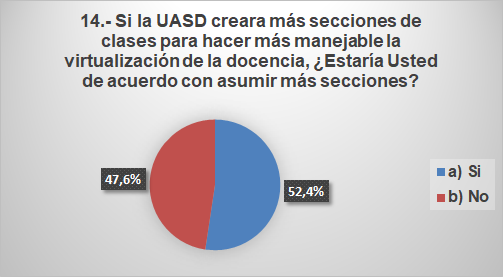 14.- Si la UASD creara más secciones de
clases para hacer más manejable la
virtualización de la docencia, ¿Estaría Usted
de acuerdo con asumir más secciones?
47,6%
52,4%
a) Si
b) No